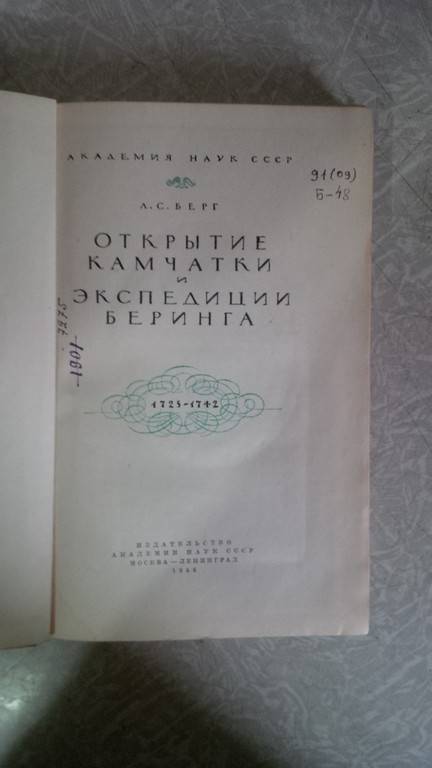 АКАДЕМИЯ НАУК СССР
91(09)
Б-48
Л.С. БЕРГ
ОТКРЫТИЕ
КАМЧАТКИ
И
ЭКСПЕДИЦИИ
БЕРИНГА
1725-1742
ИЗДАТЕЛЬСТВО
АКАДЕМИИ НАУК СССР
МОСКВА—ЛЕНИНГРАД